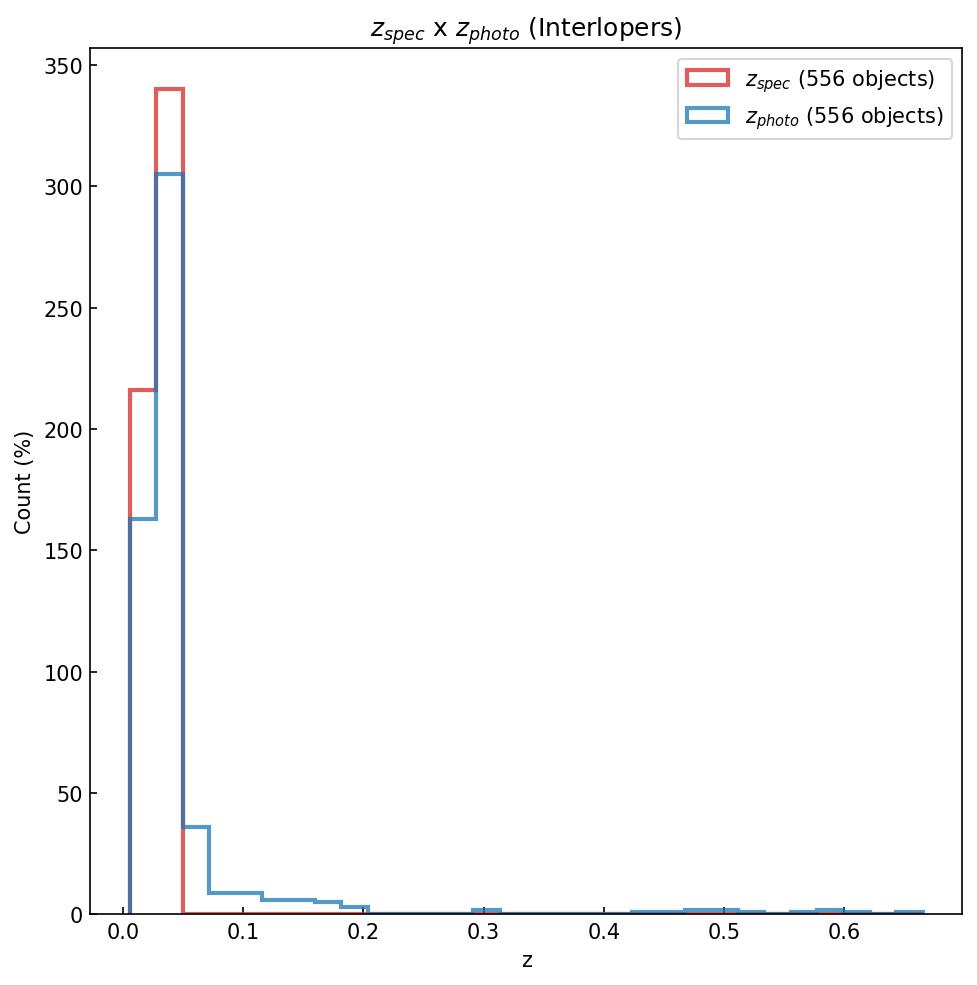 z_spec x z_photo (Interlopers)
z_spec (556 objects)
z_photo (556 objects)
350
300
250
200
150
100
50
0
Count (%)
0.0 0.1 0.2 0.3 0.4 0.5 0.6
z